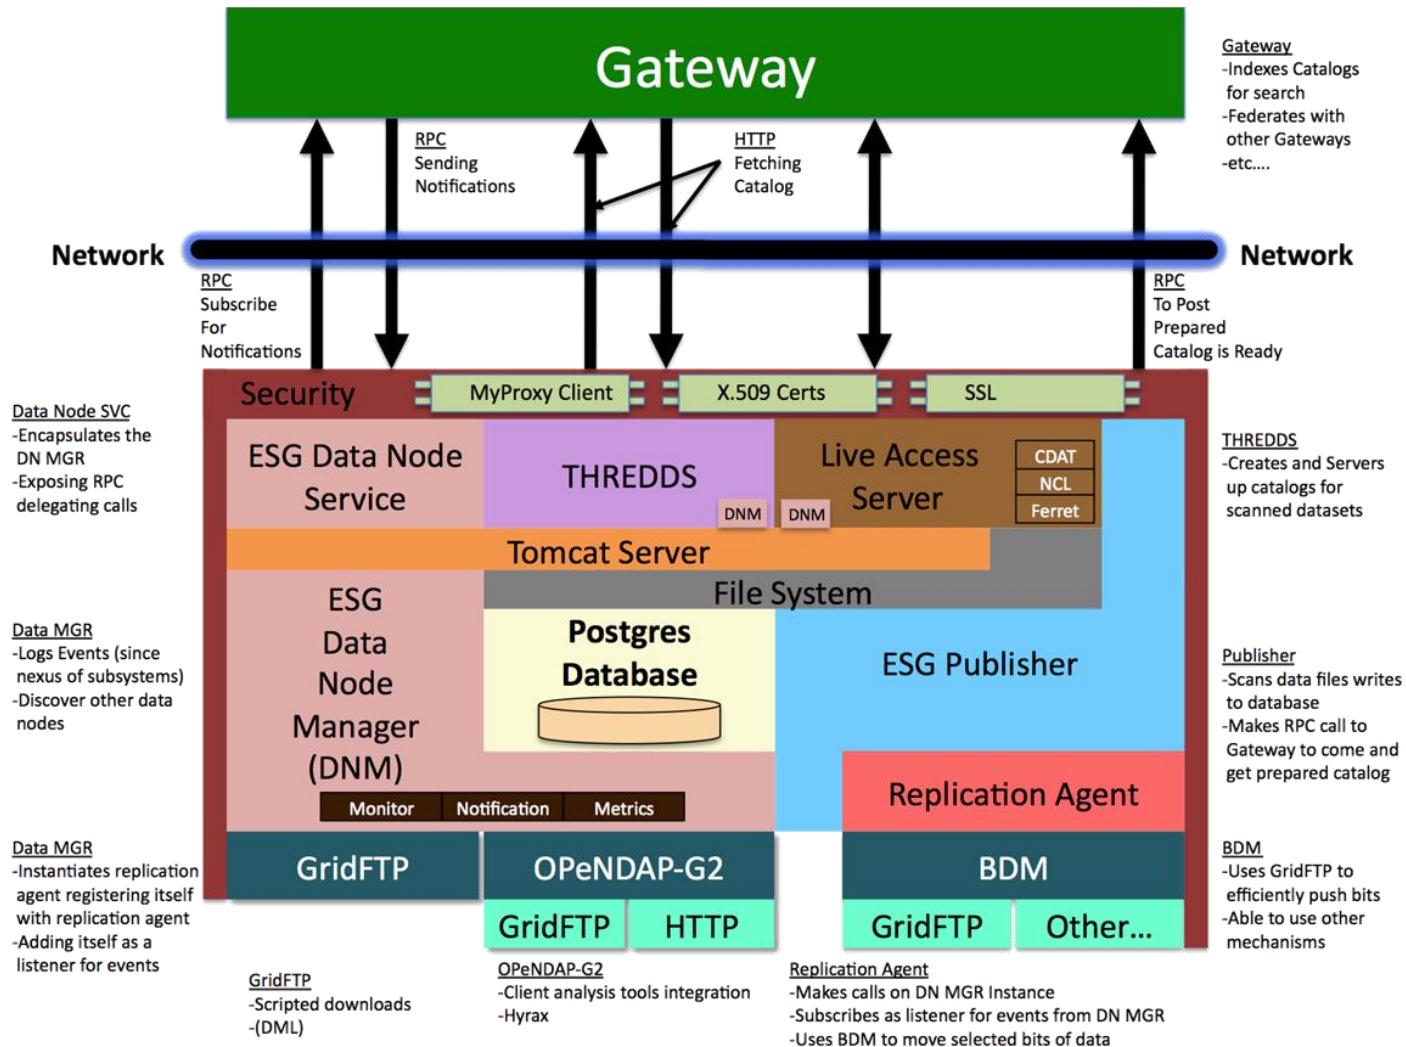 Gateway
Gateway
-Indexes Catalogs
for search
-Federates with
other Gateways
-etc....
RPC
Sending
Notifications
HTTP
Fetching
Catalog
Network
Network
RPC
Subscribe
For
Notifications
RPC
To Post
Prepared
Catalog is Ready
Security
MyProxy Client
X.509 Certs
SSL
Data Node SVC
-Encapsulates the
DN MGR
-Exposing RPC
delegating calls
ESG Data Node
Service
THREDDS
DNM
Live Access
Server
DNM
CDAT
NCL
Ferret
THREDDS
-Creates and Servers
up catalogs for
scanned datasets
Tomcat Server
File System
ESG
Data
Node
Manager
(DNM)
Postgres
Database
ESG Publisher
Data MGR
-Logs Events (since
nexus of subsystems)
-Discover other data
nodes
Publisher
-Scans data files writes
to database
-Makes RPC call to
Gateway to come and
get prepared catalog
Monitor
Notification
Metrics
Replication Agent
Data MGR
-Instantiates replication
agent registering itself
with replication agent
-Adding itself as a
listener for events
GridFTP
OPeNDAP-G2
BDM
GridFTP
HTTP
GridFTP
Other...
BDM
-Uses GridFTP to
efficiently push bits
-Able to use other
mechanisms
GridFTP
-Scripted downloads
-(DML)
OPeNDAP-G2
-Client analysis tools integration
-Hyrax
Replication Agent
-Makes calls on DN MGR Instance
-Subscribes as listener for events from DN MGR
-Uses BDM to move selected bits of data